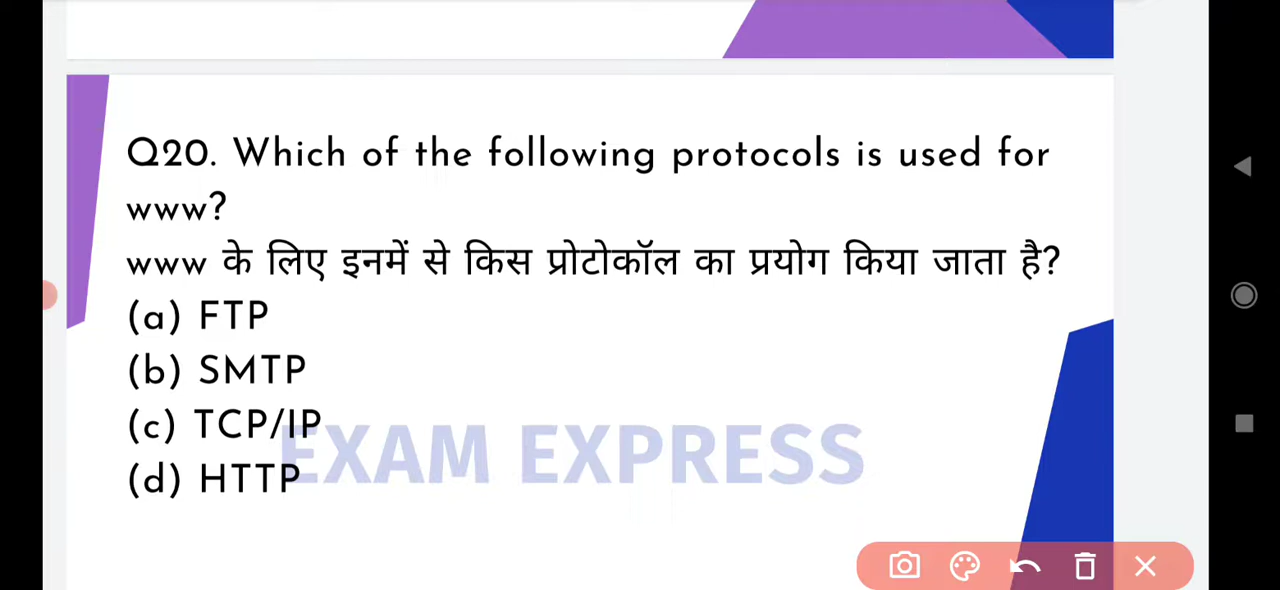 Q20. Which of the following protocols is used for
www?
www के लिए इनमें से किस प्रोटोकॉल का प्रयोग किया जाता है?
(a) FTP
(b) SMTP
(c) TCP/IP
(d) HTTP
EXAM EXPRESS